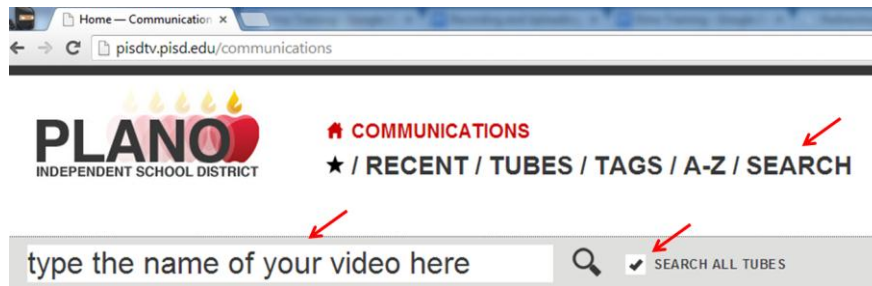 Home — Communication ×
pisdtv.pisd.edu/communications
PLANO
INDEPENDENT SCHOOL DISTRICT
COMMUNICATIONS
★ / RECENT / TUBES / TAGS / A-Z / SEARCH
type the name of your video here
SEARCH ALL TUBES